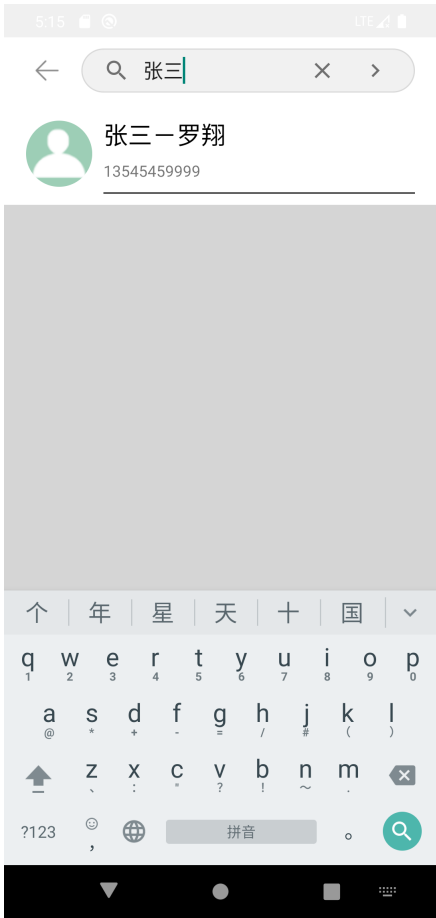 5:15 LTE
张三
张三－罗翔
13545459999
个 年 星 天 十 国
q w e r t y u i o p
1 2 3 4 5 6 7 8 9 0
a s d f g h j k l
@ * + - = / # （ ）
z x c v b n m
、 : " ? ! ～ .
?123 , 拼音 。